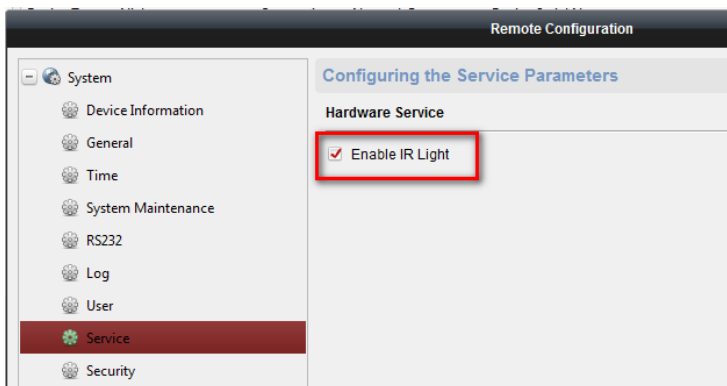 Remote Configuration
System
Device Information
General
Time
System Maintenance
RS232
Log
User
Service
Security
Configuring the Service Parameters
Hardware Service
Enable IR Light